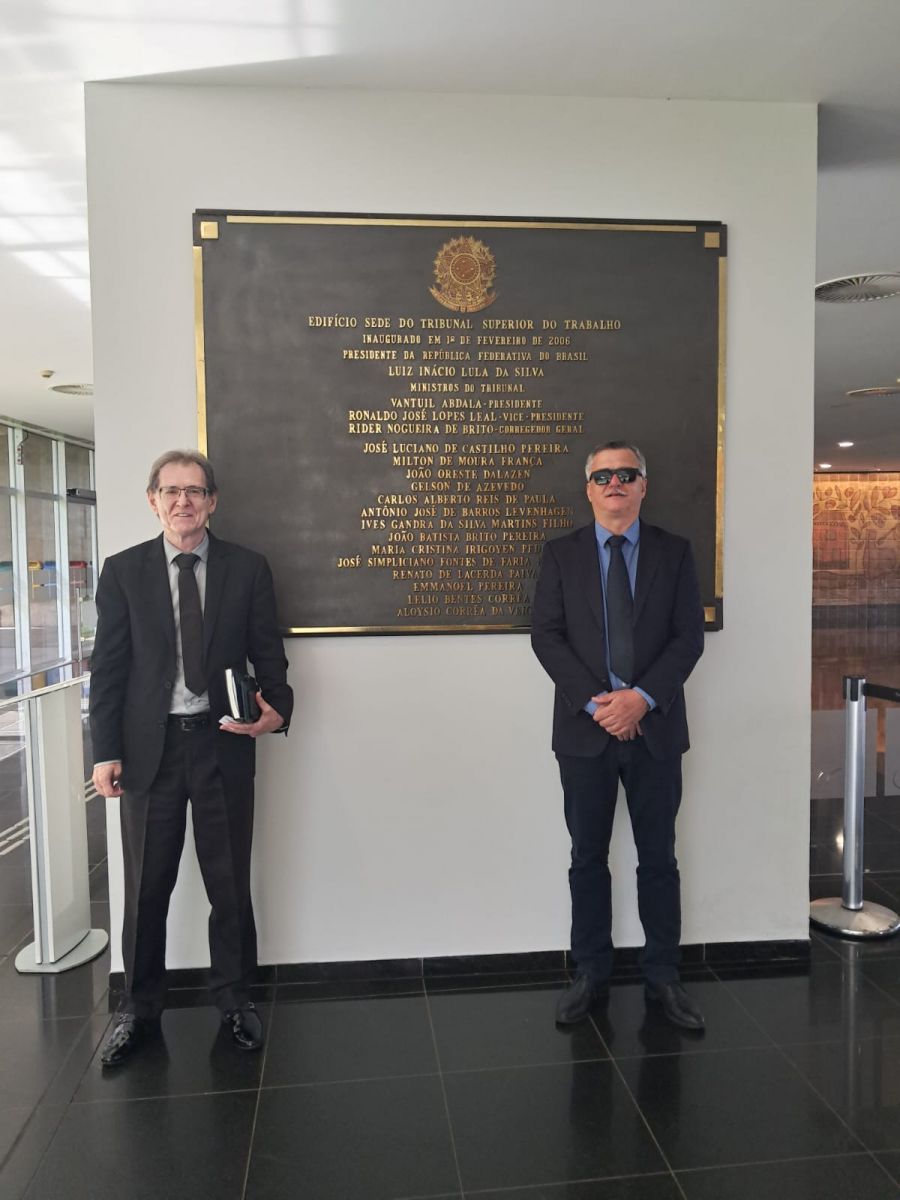 EDIFÍCIO SEDE DO TRIBUNAL SUPERIOR DO TRABALHO
INAUGURADO EM 1º DE FEVEREIRO DE 2006
PRESIDENTE DA REPÚBLICA FEDERATIVA DO BRASIL
LUIZ INÁCIO LULA DA SILVA
MINISTROS DO TRIBUNAL
VANTUIL ABDALA-PRESIDENTE
RONALDO JOSÉ LOPES LEAL-VICE-PRESIDENTE
RIDER NOGUEIRA DE BRITO-CORREGEDOR GERAL
JOSÉ LUCIANO DE CASTILHO PEREIRA
MILTON DE MOURA FRANÇA
JOÃO ORESTE DALAZEN
GELSON DE AZEVEDO
CARLOS ALBERTO REIS DE PAULA
ANTÔNIO JOSÉ DE BARROS LEVENHAGEN
IVES GANDRA DA SILVA MARTINS FILHO
JOÃO BATISTA BRITO PEREIRA
MARIA CRISTINA IRIGOYEN
JOSÉ SIMPLICIANO FONTES DE FARIA
RENATO DE LACERDA PAIVA
EMMANOEL PEREIRA
LELIO BENTES CORRÊA
ALOYSIO CORRÊA DA